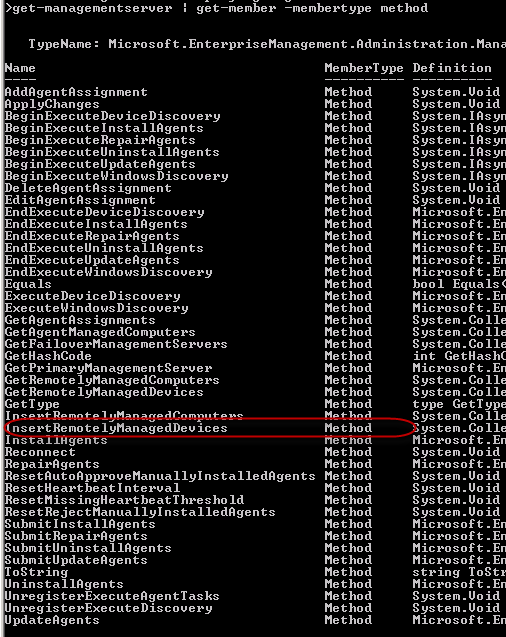 >get-managementserver | get-member -membertype method
TypeName: Microsoft.EnterpriseManagement.Administration.Mana
Name MemberType Definition
---- ---------- ----------
AddAgentAssignment Method System.Void
ApplyChanges Method System.Void
BeginExecuteDeviceDiscovery Method System.IAsyn
BeginExecuteInstallAgents Method System.IAsyn
BeginExecuteRepairAgents Method System.IAsyn
BeginExecuteUninstallAgents Method System.IAsyn
BeginExecuteUpdateAgents Method System.IAsyn
BeginExecuteWindowsDiscovery Method System.IAsyn
DeleteAgentAssignment Method System.Void
EditAgentAssignment Method System.Void
EndExecuteDeviceDiscovery Method Microsoft.En
EndExecuteInstallAgents Method Microsoft.En
EndExecuteRepairAgents Method Microsoft.En
EndExecuteUninstallAgents Method Microsoft.En
EndExecuteUpdateAgents Method Microsoft.En
EndExecuteWindowsDiscovery Method Microsoft.En
Equals Method bool Equals<
ExecuteDeviceDiscovery Method Microsoft.En
ExecuteWindowsDiscovery Method Microsoft.En
GetAgentAssignments Method System.Colle
GetAgentManagedComputers Method System.Colle
GetFailoverManagementServers Method System.Colle
GetHashCode Method int GetHashC
GetPrimaryManagementServer Method Microsoft.En
GetRemotelyManagedComputers Method System.Colle
GetRemotelyManagedDevices Method System.Colle
GetType Method type GetType
InsertRemotelyManagedComputers Method System.Colle
InsertRemotelyManagedDevices Method System.Colle
InstallAgents Method Microsoft.En
Reconnect Method System.Void
RepairAgents Method Microsoft.En
ResetAutoApproveManuallyInstalledAgents Method System.Void
ResetHeartbeatInterval Method System.Void
ResetMissingHeartbeatThreshold Method System.Void
ResetRejectManuallyInstalledAgents Method System.Void
SubmitInstallAgents Method Microsoft.En
SubmitRepairAgents Method Microsoft.En
SubmitUninstallAgents Method Microsoft.En
SubmitUpdateAgents Method Microsoft.En
ToString Method string ToStr
UninstallAgents Method Microsoft.En
UnregisterExecuteAgentTasks Method System.Void
UnregisterExecuteDiscovery Method System.Void
UpdateAgents Method Microsoft.En